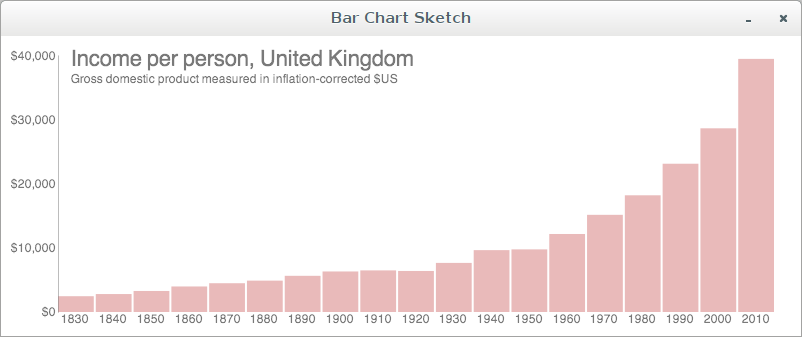 Bar Chart Sketch
Income per person, United Kingdom
Gross domestic product measured in inflation-corrected $US
$40,000
$30,000
$20,000
$10,000
$0
1830 1840 1850 1860 1870 1880 1890 1900 1910 1920 1930 1940 1950 1960 1970 1980 1990 2000 2010